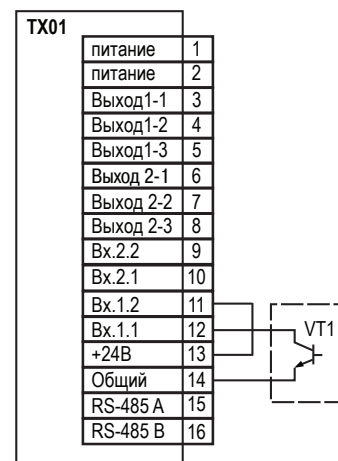 TX01
питание 1
питание 2
Выход1-1 3
Выход1-2 4
Выход1-3 5
Выход 2-1 6
Выход 2-2 7
Выход 2-3 8
Вх.2.2 9
Вх.2.1 10
Вх.1.2 11
Вх.1.1 12
VT1
+24В 13
Общий 14
RS-485 A 15
RS-485 B 16